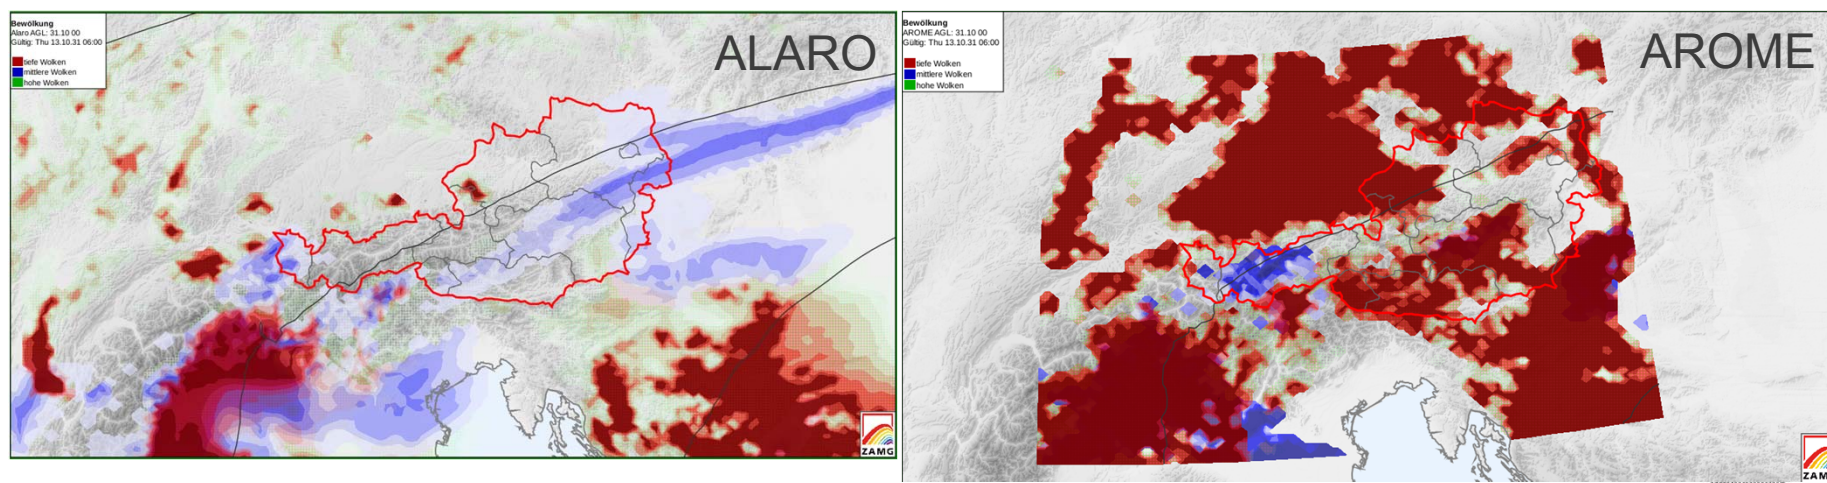 Bewölkung
Alaro AGL: 31.10 00
Gültig: Thu 13.10.31 06:00
tiefe Wolken
mittlere Wolken
hohe Wolken
ALARO
ZAMG
Bewölkung
AROME AGL: 31.10 00
Gültig: Thu 13.10.31 06:00
tiefe Wolken
mittlere Wolken
hohe Wolken
AROME
ZAM